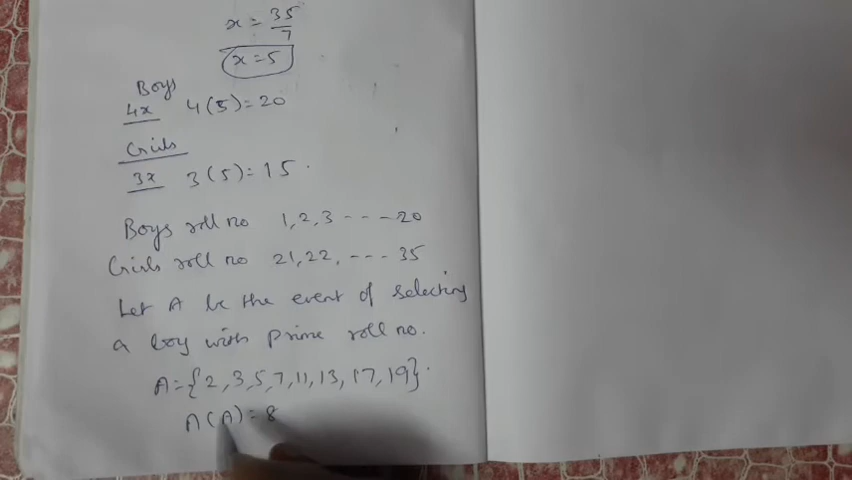 x = 35/7
x = 5
Boys
4x 4(5)=20
Girls
3x 3(5)=15.
Boys roll no 1,2,3 - - - -20
Girls roll no 21,22, - - - - 35
Let A be the event of selecting
a boy with prime roll no.
A={2,3,5,7,11,13,17,19}.
n(A)=8